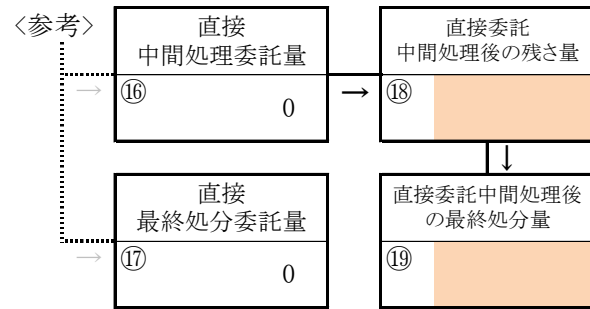 〈参考〉
直接
中間処理委託量
→
⑯
0
→
直接委託
中間処理後の残さ量
⑱
↓
直接
最終処分委託量
→
⑰
0
直接委託中間処理後
の最終処分量
⑲